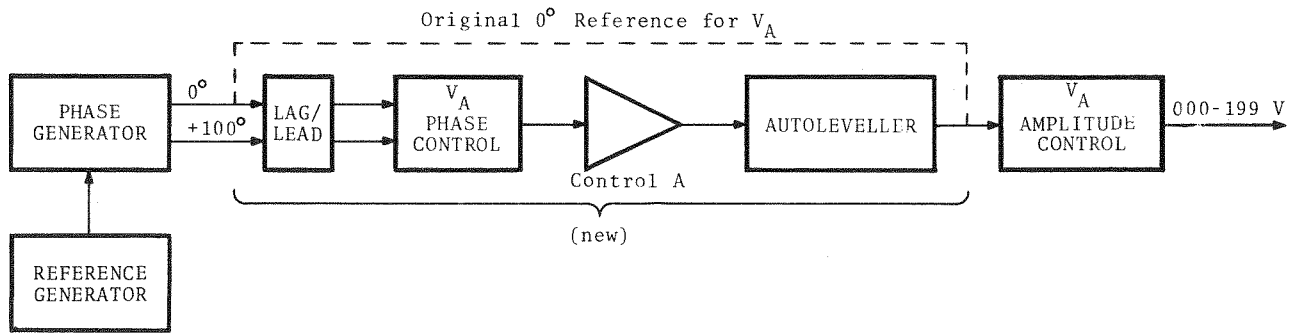 Original 0° Reference for V_A
PHASE
GENERATOR
0°
+100°
LAG/
LEAD
V_A
PHASE
CONTROL
Control A
AUTOLEVELLER
V_A
AMPLITUDE
CONTROL
000-199 V
(new)
REFERENCE
GENERATOR